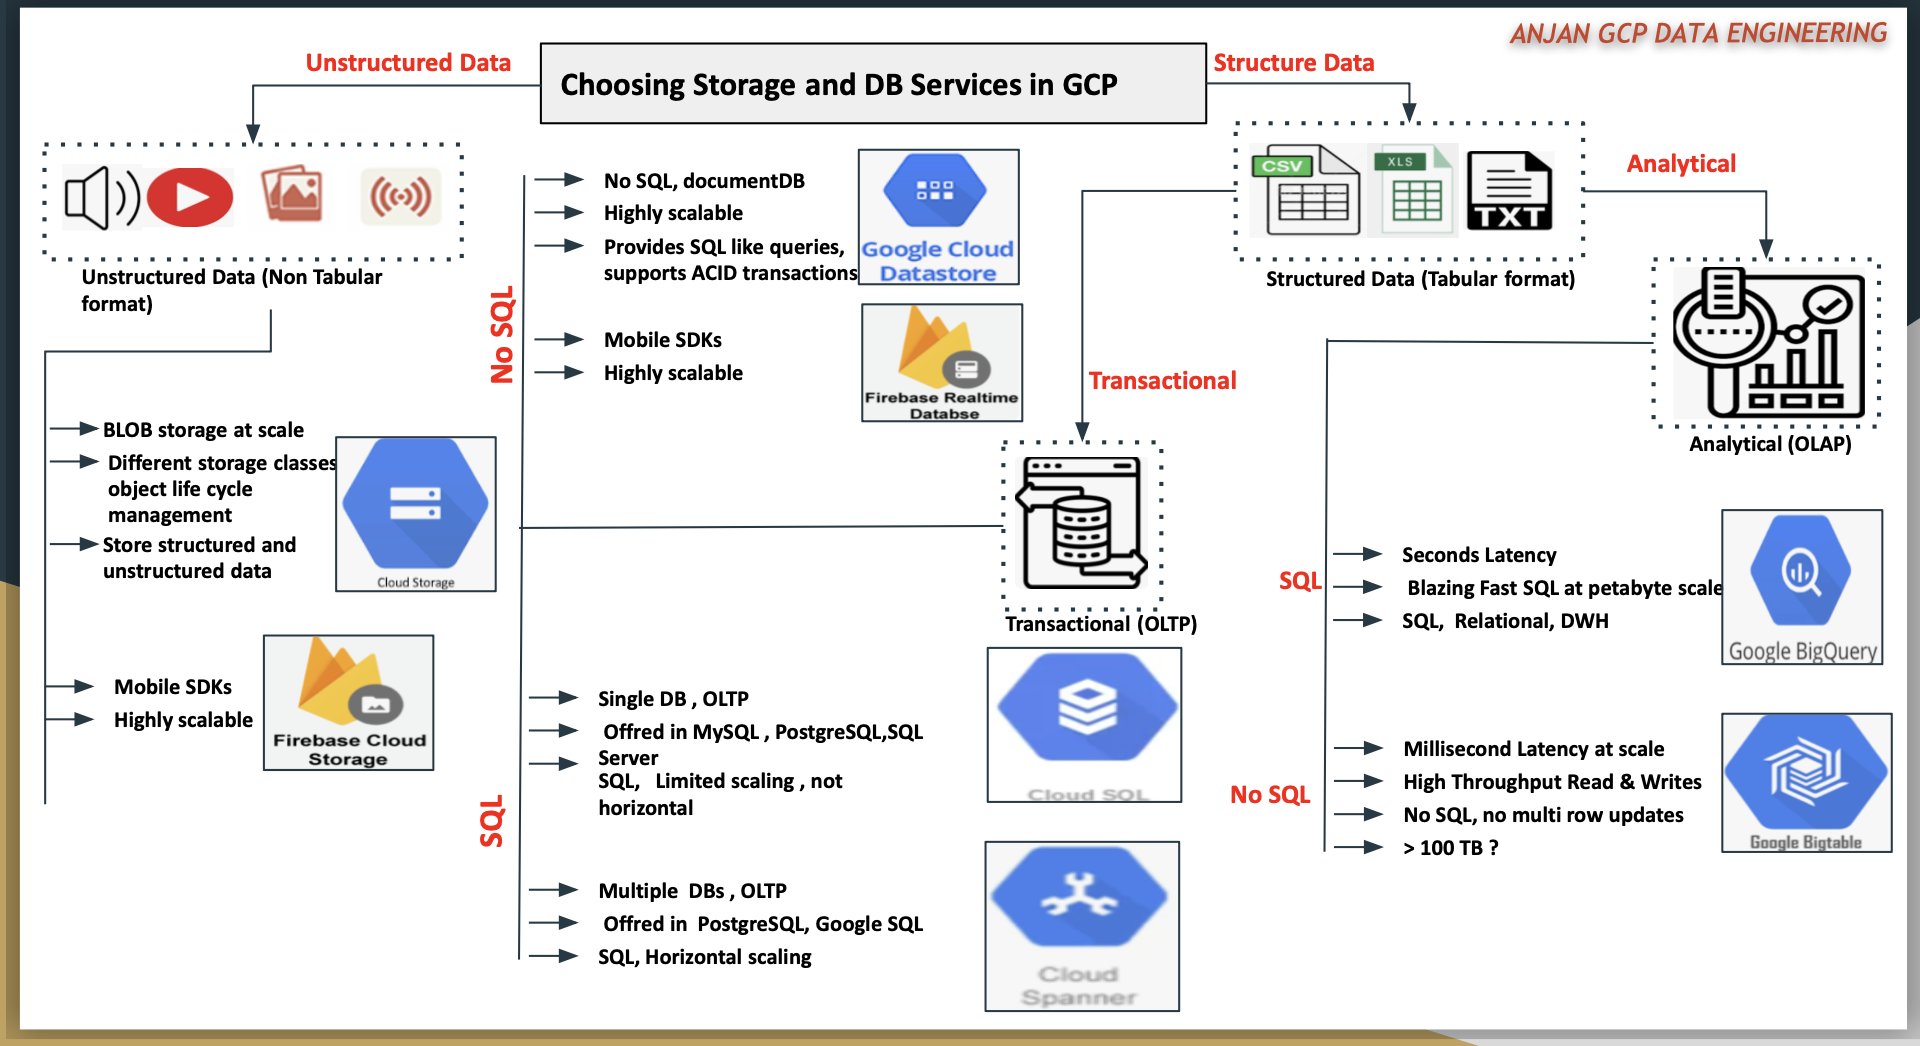 ANJAN GCP DATA ENGINEERING
Choosing Storage and DB Services in GCP
Unstructured Data
Structure Data
Unstructured Data (Non Tabular
format)
BLOB storage at scale
Different storage classes
object life cycle
management
Store structured and
unstructured data
Cloud Storage
Mobile SDKs
Highly scalable
Firebase Cloud
Storage
No SQL
No SQL, documentDB
Highly scalable
Provides SQL like queries,
supports ACID transactions
Google Cloud
Datastore
Mobile SDKs
Highly scalable
Firebase Realtime
Databse
SQL
Single DB , OLTP
Offred in MySQL , PostgreSQL,SQL
Server
SQL, Limited scaling , not
horizontal
Cloud SQL
Multiple DBs , OLTP
Offred in PostgreSQL, Google SQL
SQL, Horizontal scaling
Cloud
Spanner
CSV
XLS
TXT
Structured Data (Tabular format)
Transactional
Transactional (OLTP)
Analytical
Analytical (OLAP)
SQL
Seconds Latency
Blazing Fast SQL at petabyte scale
SQL, Relational, DWH
Google BigQuery
No SQL
Millisecond Latency at scale
High Throughput Read & Writes
No SQL, no multi row updates
> 100 TB ?
Google Bigtable